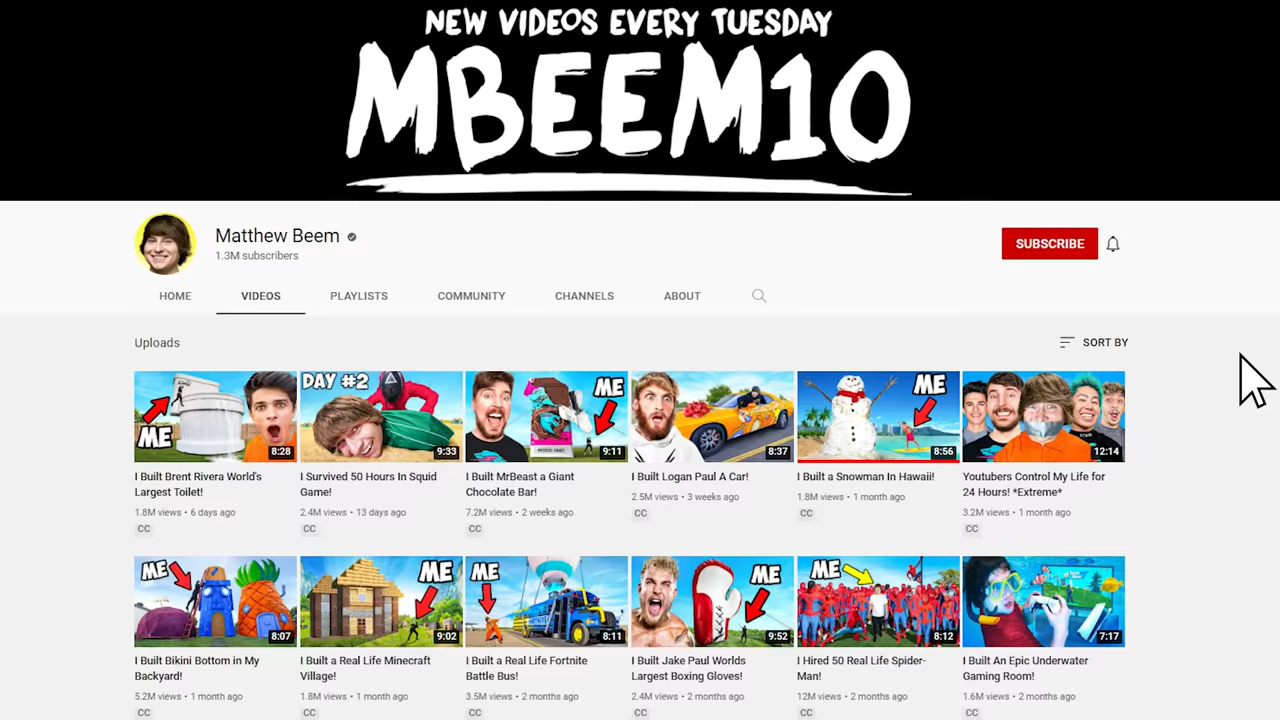 NEW VIDEOS EVERY TUESDAY
MBEEM10
Matthew Beem
1.3M subscribers
SUBSCRIBE
HOME VIDEOS PLAYLISTS COMMUNITY CHANNELS ABOUT
Uploads
SORT BY
ME
8:28
DAY #2
9:33
ME
9:11
8:37
ME
8:56
12:14
I Built Brent Rivera World's
Largest Toilet!
1.8M views • 6 days ago
CC
I Survived 50 Hours In Squid
Game!
2.4M views • 13 days ago
CC
I Built MrBeast a Giant
Chocolate Bar!
7.2M views • 2 weeks ago
CC
I Built Logan Paul A Car!
2.5M views • 3 weeks ago
CC
I Built a Snowman In Hawaii!
1.8M views • 1 month ago
CC
Youtubers Control My Life for
24 Hours! *Extreme*
3.2M views • 1 month ago
CC
ME
8:07
ME
9:02
ME
8:11
ME
9:52
ME
8:12
7:17
I Built Bikini Bottom in My
Backyard!
5.2M views • 1 month ago
CC
I Built a Real Life Minecraft
Village!
1.8M views • 1 month ago
CC
I Built a Real Life Fortnite
Battle Bus!
3.5M views • 2 months ago
CC
I Built Jake Paul Worlds
Largest Boxing Gloves!
2.4M views • 2 months ago
CC
I Hired 50 Real Life Spider-
Man!
12M views • 2 months ago
CC
I Built An Epic Underwater
Gaming Room!
1.6M views • 2 months ago
CC